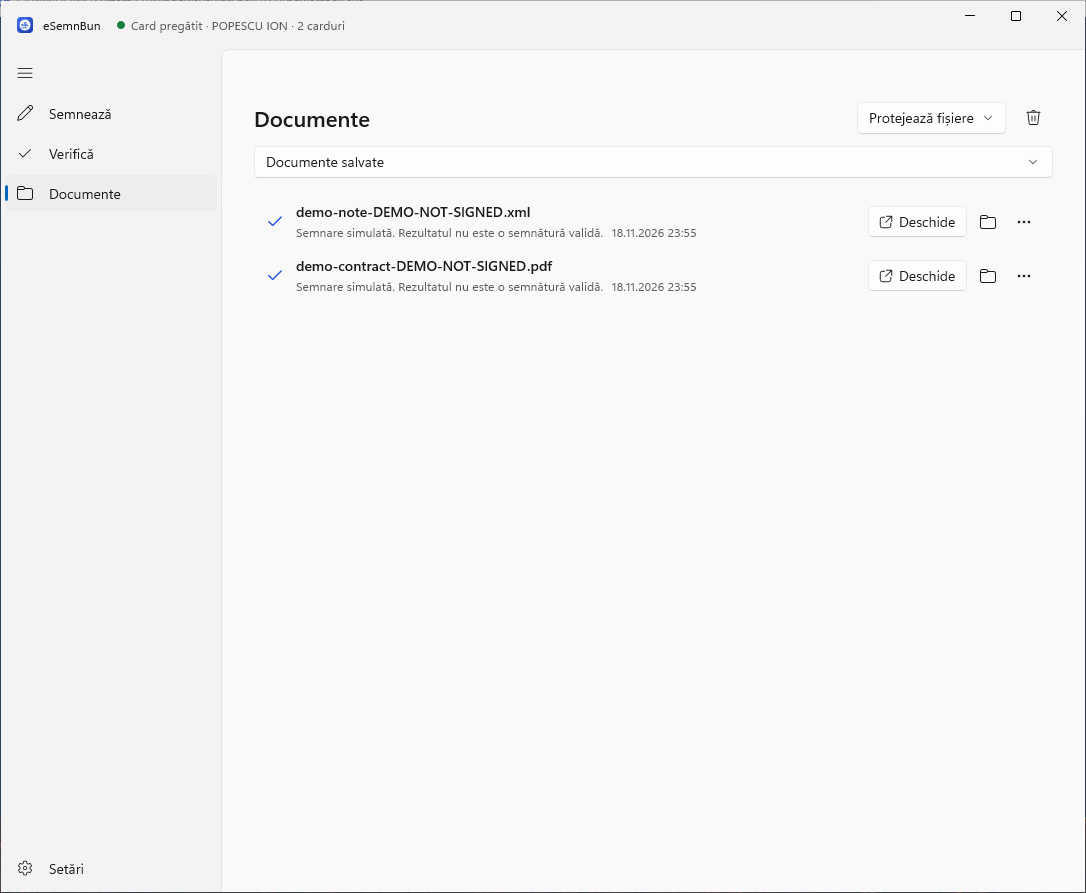 eSemnBun
Card pregătit · POPESCU ION · 2 carduri
Semnează
Verifică
Documente
Setări
Documente
Protejează fișiere
Documente salvate
demo-note-DEMO-NOT-SIGNED.xml
Semnare simulată. Rezultatul nu este o semnătură validă. 18.11.2026 23:55
Deschide
demo-contract-DEMO-NOT-SIGNED.pdf
Semnare simulată. Rezultatul nu este o semnătură validă. 18.11.2026 23:55
Deschide